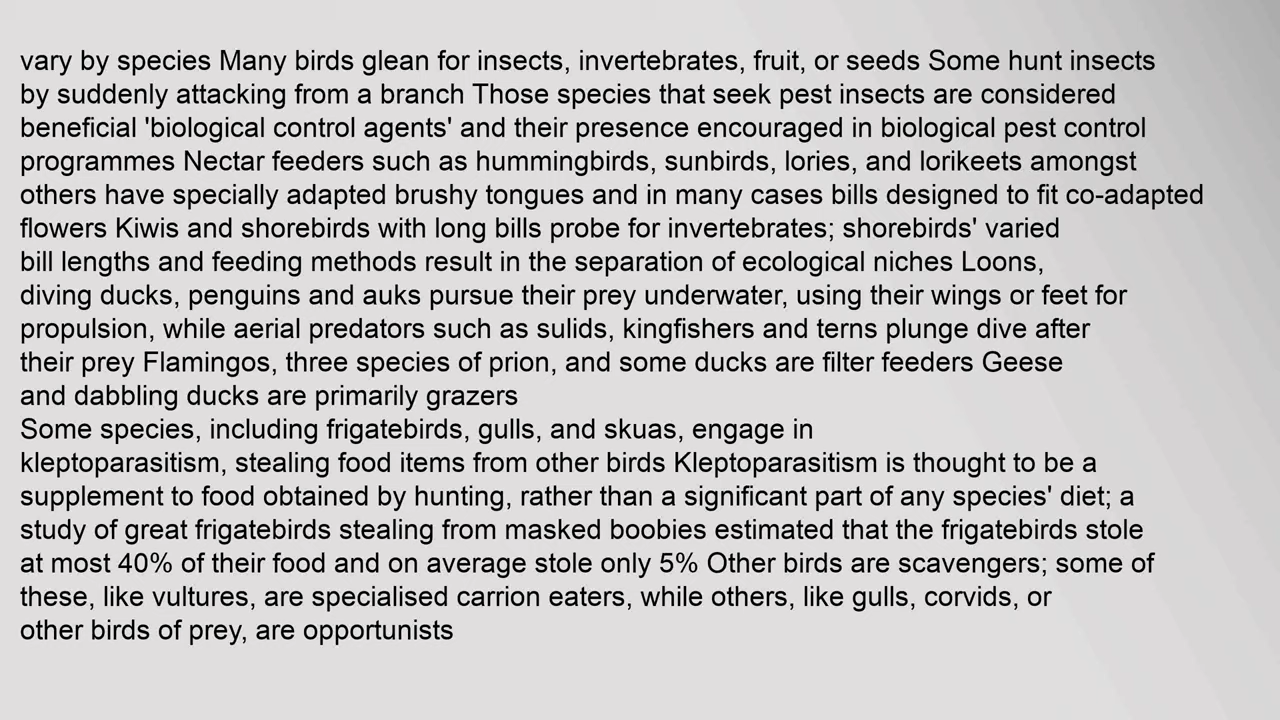 vary by species Many birds glean for insects, invertebrates, fruit, or seeds Some hunt insects
by suddenly attacking from a branch Those species that seek pest insects are considered
beneficial 'biological control agents' and their presence encouraged in biological pest control
programmes Nectar feeders such as hummingbirds, sunbirds, lories, and lorikeets amongst
others have specially adapted brushy tongues and in many cases bills designed to fit co-adapted
flowers Kiwis and shorebirds with long bills probe for invertebrates; shorebirds' varied
bill lengths and feeding methods result in the separation of ecological niches Loons,
diving ducks, penguins and auks pursue their prey underwater, using their wings or feet for
propulsion, while aerial predators such as sulids, kingfishers and terns plunge dive after
their prey Flamingos, three species of prion, and some ducks are filter feeders Geese
and dabbling ducks are primarily grazers
Some species, including frigatebirds, gulls, and skuas, engage in
kleptoparasitism, stealing food items from other birds Kleptoparasitism is thought to be a
supplement to food obtained by hunting, rather than a significant part of any species' diet; a
study of great frigatebirds stealing from masked boobies estimated that the frigatebirds stole
at most 40% of their food and on average stole only 5% Other birds are scavengers; some of
these, like vultures, are specialised carrion eaters, while others, like gulls, corvids, or
other birds of prey, are opportunists